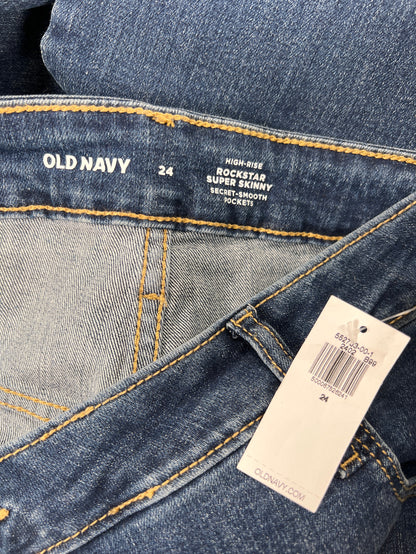 OLD NAVY
24
HIGH-RISE
ROCKSTAR
SUPER SKINNY
SECRET-SMOOTH
POCKETS
24
OLDNAVY.COM